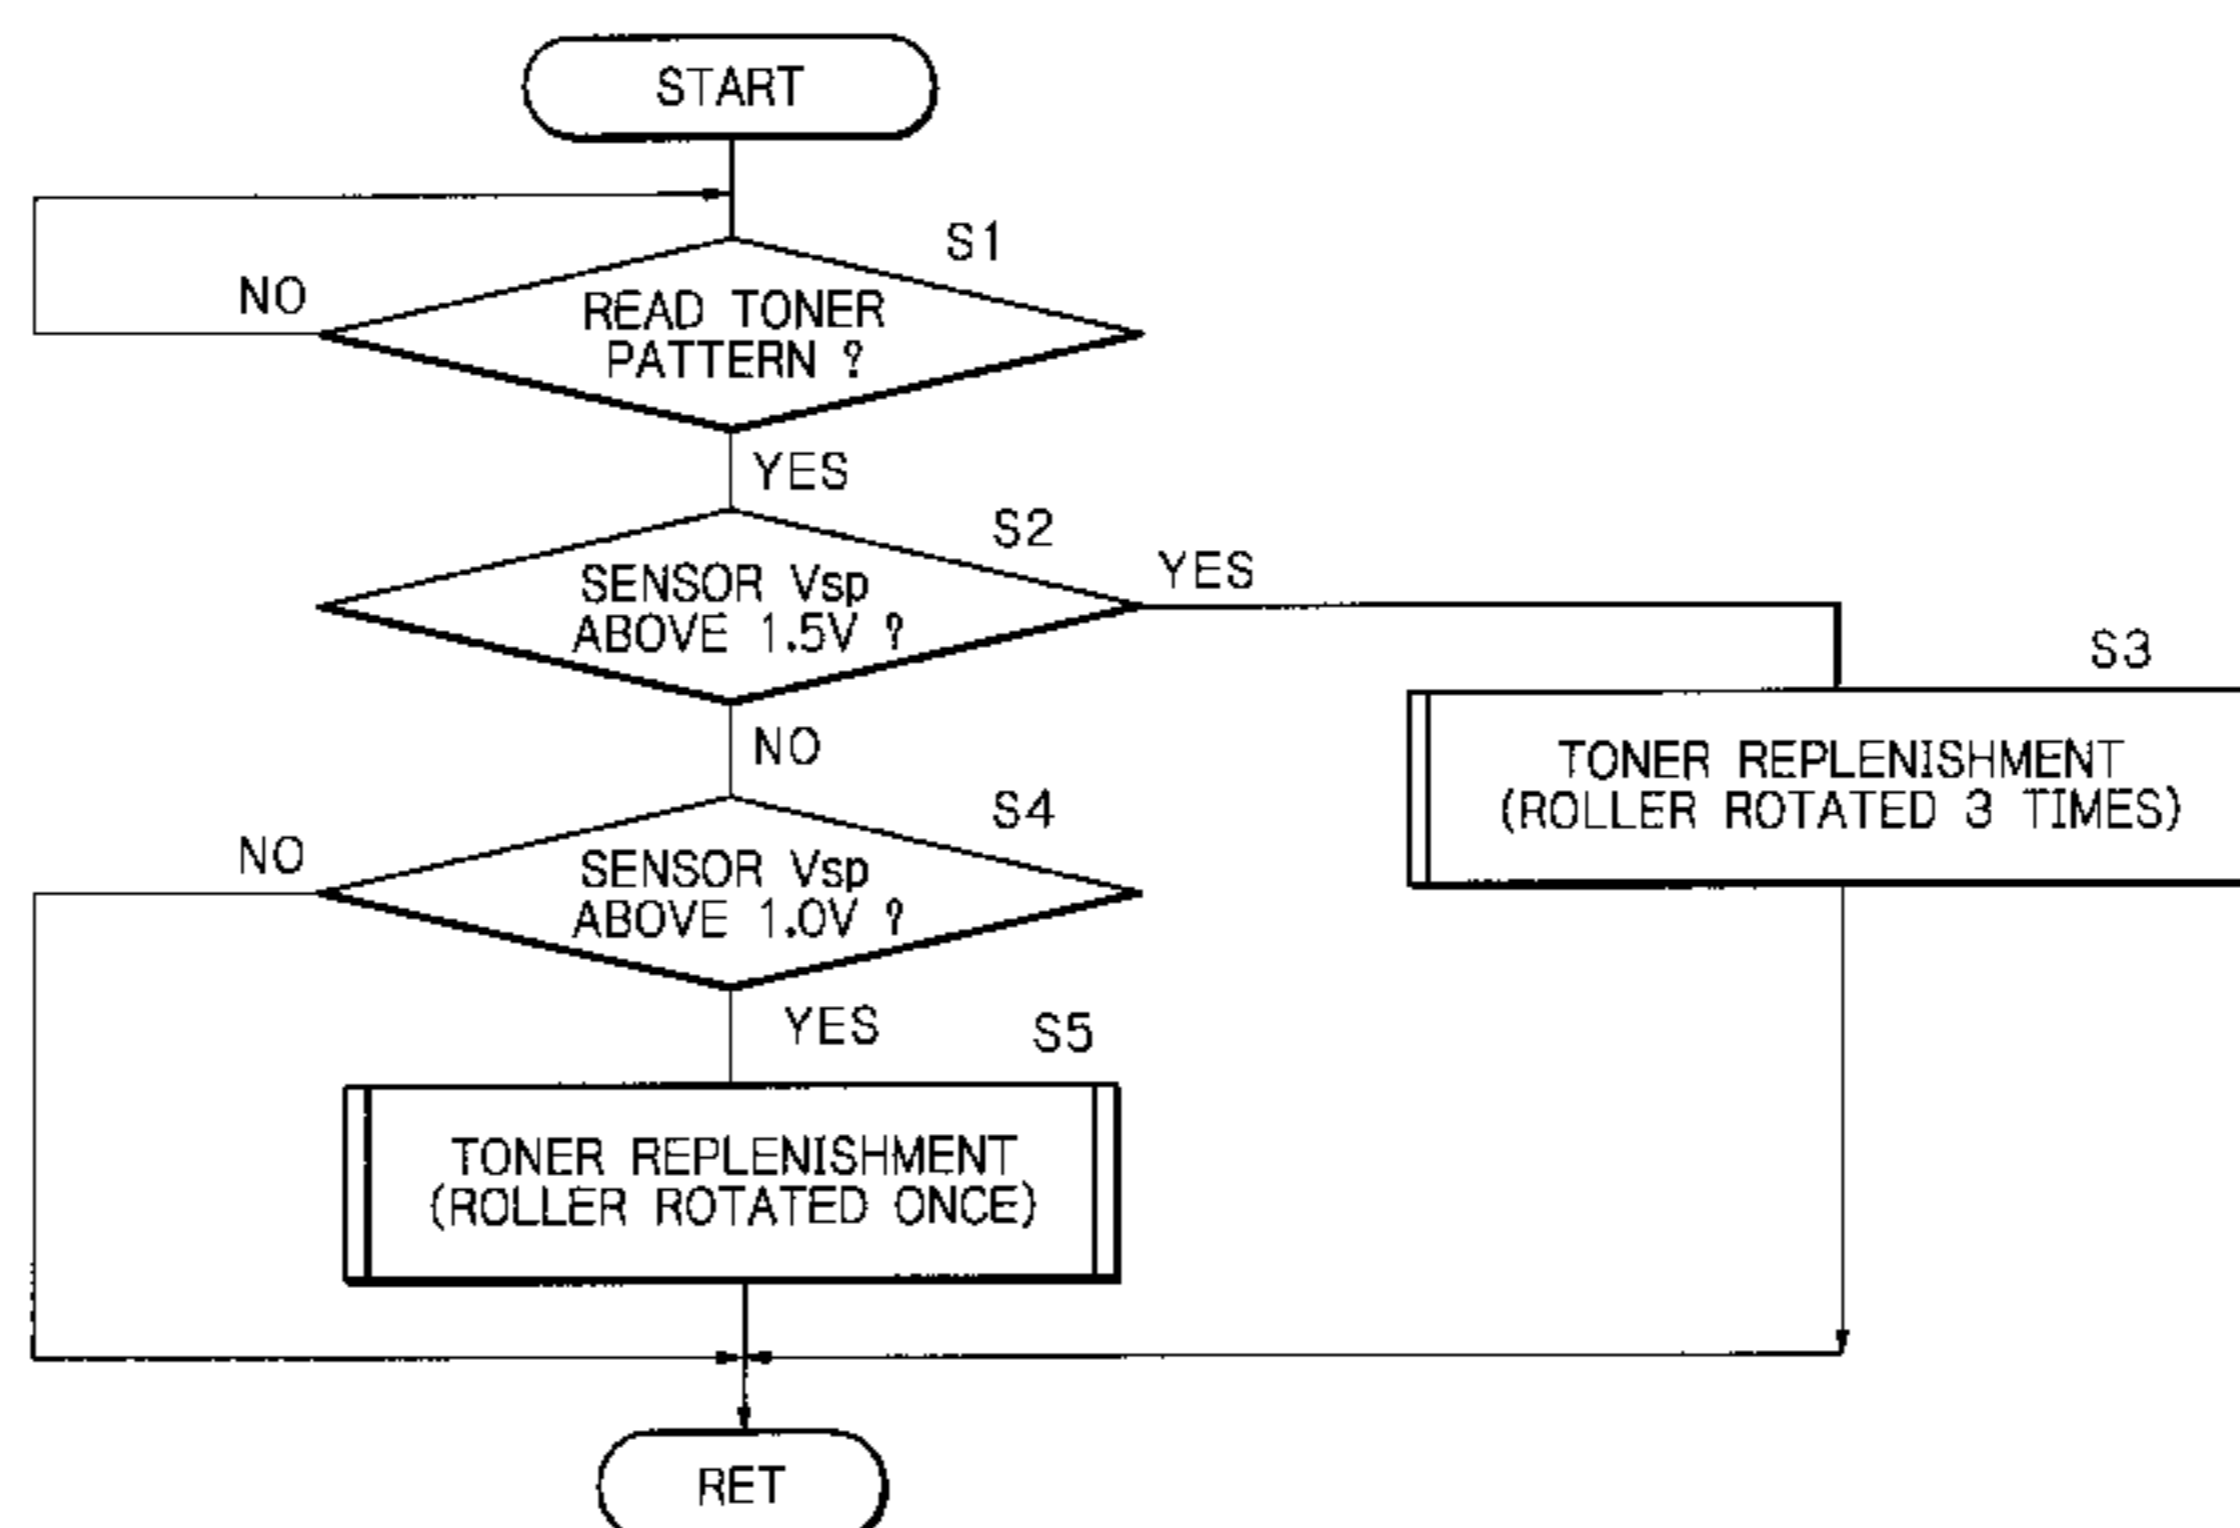 START
S1
NO
READ TONER
PATTERN ?
YES
S2
SENSOR Vsp
ABOVE 1.5V ?
YES
S3
NO
TONER REPLENISHMENT
(ROLLER ROTATED 3 TIMES)
S4
NO
SENSOR Vsp
ABOVE 1.0V ?
YES
S5
TONER REPLENISHMENT
(ROLLER ROTATED ONCE)
RET